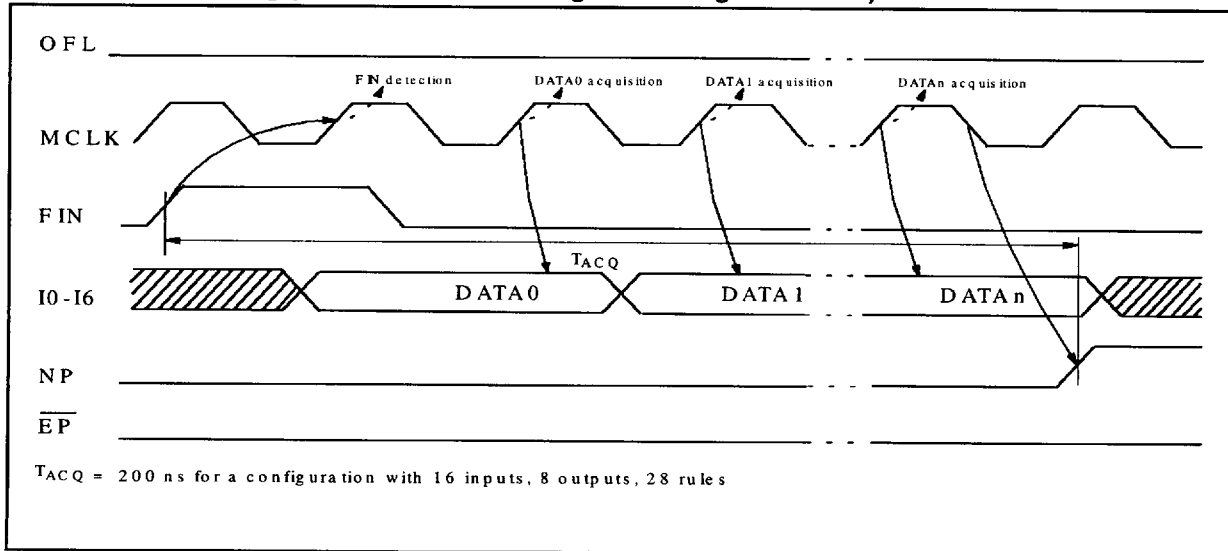 OFL
FIN detection DATA0 acquisition DATA1 acquisition DATAn acquisition
MCLK
FIN
TACQ
I0-I6 DATA0 DATA1 DATAn
NP
EP
TACQ = 200 ns for a configuration with 16 inputs, 8 outputs, 28 rules